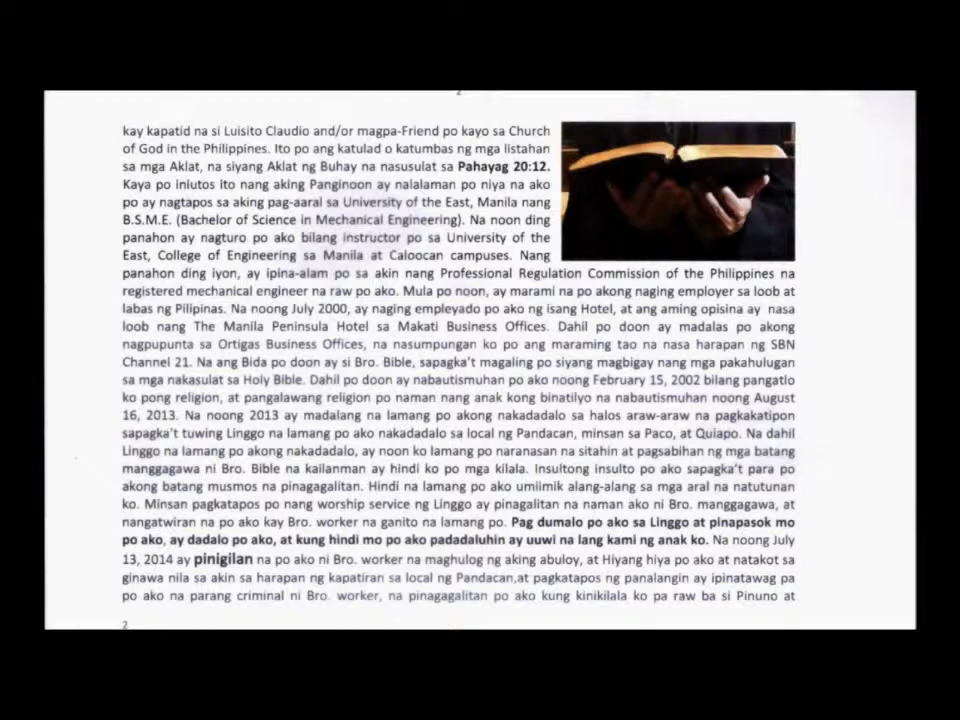 2
kay kapatid na si Luisito Claudio and/or magpa-Friend po kayo sa Church
of God in the Philippines. Ito po ang katulad o katumbas ng mga listahan
sa mga Aklat, na siyang Aklat ng Buhay na nasusulat sa Pahayag 20:12.
Kaya po iniutos ito nang aking Panginoon ay nalalaman po niya na ako
po ay nagtapos sa aking pag-aaral sa University of the East, Manila nang
B.S.M.E. (Bachelor of Science in Mechanical Engineering). Na noon ding
panahon ay nagturo po ako bilang instructor po sa University of the
East, College of Engineering sa Manila at Caloocan campuses. Nang
panahon ding iyon, ay ipina-alam po sa akin nang Professional Regulation Commission of the Philippines na
registered mechanical engineer na raw po ako. Mula po noon, ay marami na po akong naging employer sa loob at
labas ng Pilipinas. Na noong July 2000, ay naging empleyado po ako ng isang Hotel, at ang aming opisina ay nasa
loob nang The Manila Peninsula Hotel sa Makati Business Offices. Dahil po doon ay madalas po akong
nagpupunta sa Ortigas Business Offices, na nasumpungan ko po ang maraming tao na nasa harapan ng SBN
Channel 21. Na ang Bida po doon ay si Bro. Bible, sapagka't magaling po siyang magbigay nang mga pakahulugan
sa mga nakasulat sa Holy Bible. Dahil po doon ay nabautismuhan po ako noong February 15, 2002 bilang pangatlo
ko pong religion, at pangalawang religion po naman nang anak kong binatilyo na nabautismuhan noong August
16, 2013. Na noong 2013 ay madalang na lamang po akong nakadadalo sa halos araw-araw na pagkakatipon
sapagka't tuwing Linggo na lamang po ako nakadadalo sa local ng Pandacan, minsan sa Paco, at Quiapo. Na dahil
Linggo na lamang po akong nakadadalo, ay noon ko lamang po naranasan na sitahin at pagsabihan ng mga batang
manggagawa ni Bro. Bible na kailanman ay hindi ko po mga kilala. Insultong insulto po ako sapagka't para po
akong batang musmos na pinagagalitan. Hindi na lamang po ako umiimik alang-alang sa mga aral na natutunan
ko. Minsan pagkatapos po nang worship service ng Linggo ay pinagalitan na naman ako ni Bro. manggagawa, at
nangatwiran na po ako kay Bro. worker na ganito na lamang po. Pag dumalo po ako sa Linggo at pinapasok mo
po ako, ay dadalo po ako, at kung hindi mo po ako padadaluhin ay uuwi na lang kami ng anak ko. Na noong July
13, 2014 ay pinigilan na po ako ni Bro. worker na maghulog ng aking abuloy, at Hiyang hiya po ako at natakot sa
ginawa nila sa akin sa harapan ng kapatiran sa local ng Pandacan,at pagkatapos ng panalangin ay ipinatawag pa
po ako na parang criminal ni Bro. worker, na pinagagalitan po ako kung kinikilala ko pa raw ba si Pinuno at
2